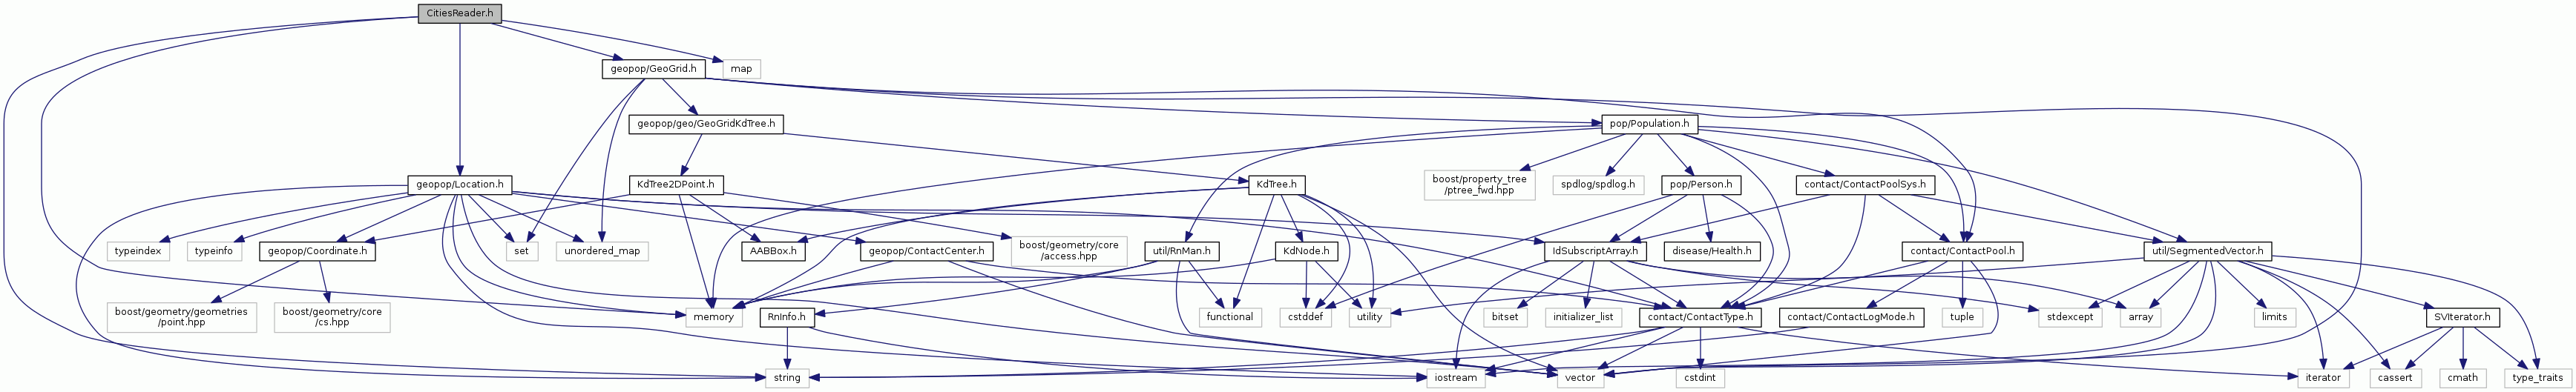 CitiesReader.h
geopop/GeoGrid.h
map
geopop/geo/GeoGridKdTree.h
pop/Population.h
geopop/Location.h
KdTree2DPoint.h
KdTree.h
boost/property_tree
/ptree_fwd.hpp
spdlog/spdlog.h
pop/Person.h
contact/ContactPoolSys.h
typeindex
typeinfo
geopop/Coordinate.h
set
unordered_map
AABBox.h
geopop/ContactCenter.h
boost/geometry/core
/access.hpp
util/RnMan.h
KdNode.h
IdSubscriptArray.h
disease/Health.h
contact/ContactPool.h
util/SegmentedVector.h
boost/geometry/geometries
/point.hpp
boost/geometry/core
/cs.hpp
memory
RnInfo.h
functional
cstddef
utility
bitset
initializer_list
contact/ContactType.h
contact/ContactLogMode.h
tuple
stdexcept
array
limits
SVIterator.h
string
iostream
vector
cstdint
iterator
cassert
cmath
type_traits